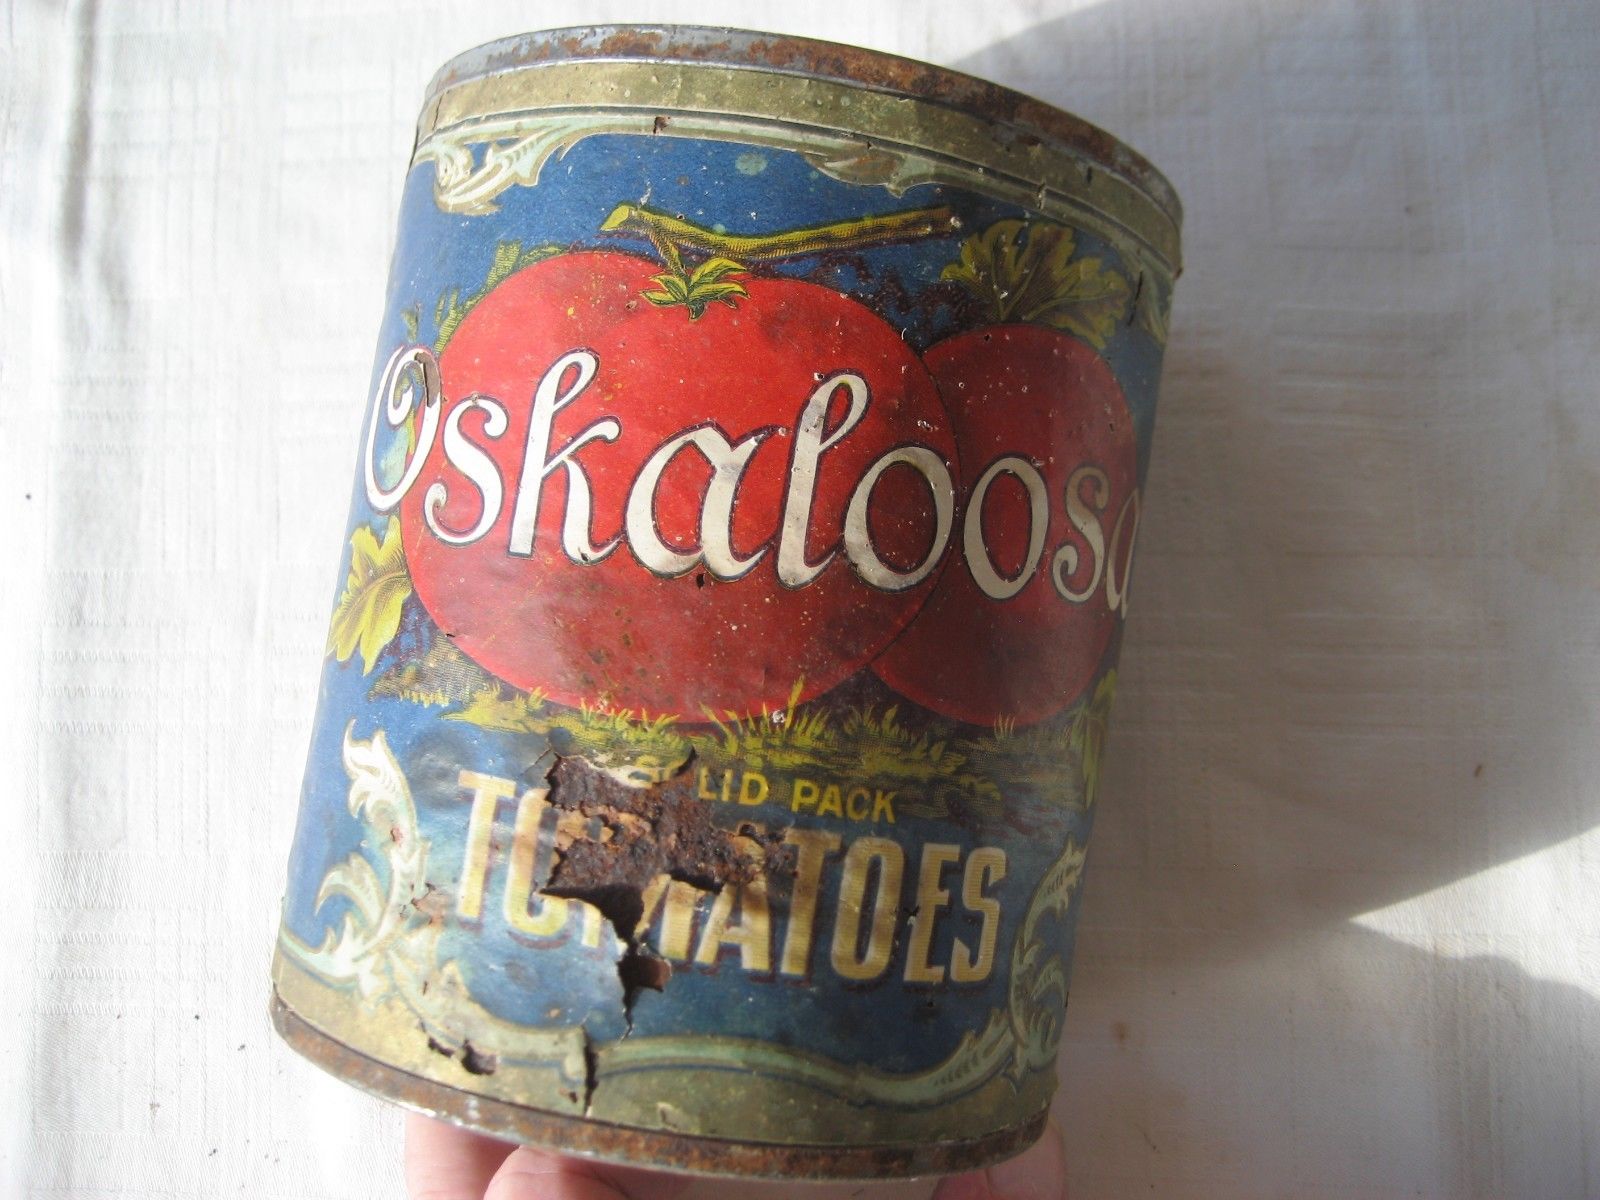 Oskaloosa
LID PACK
TOMATOES